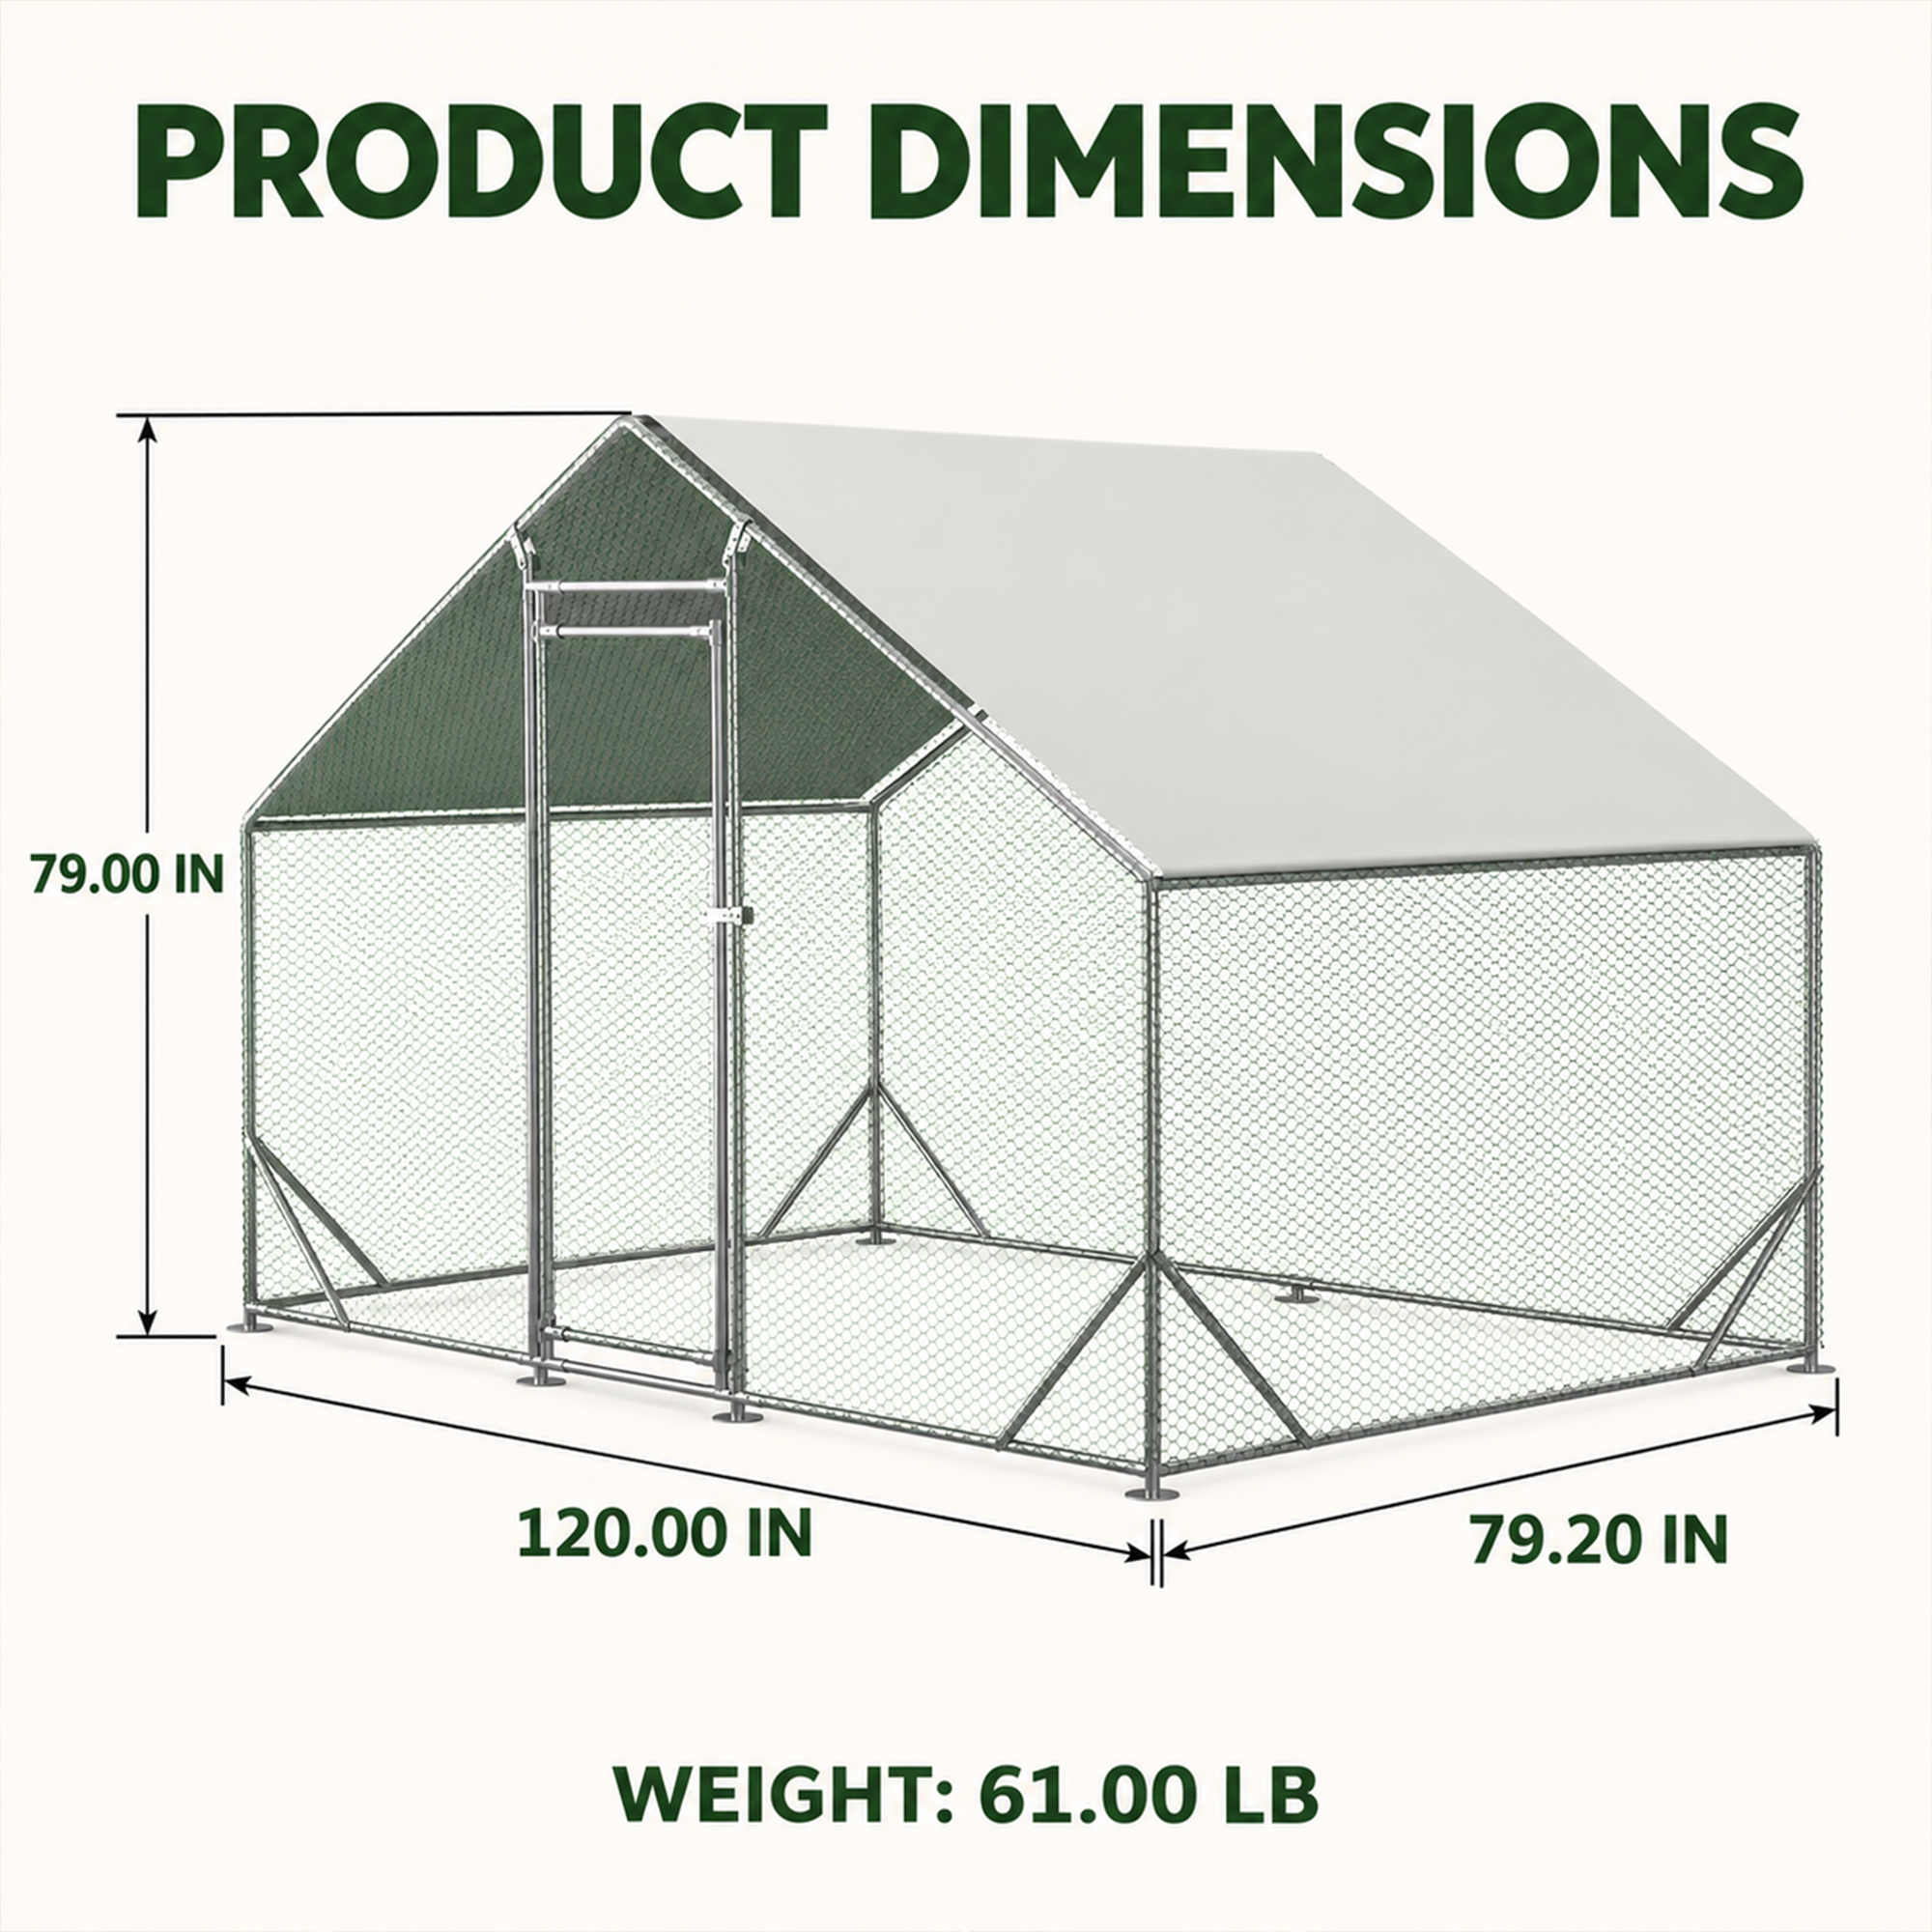 PRODUCT DIMENSIONS
79.00 IN
120.00 IN
79.20 IN
WEIGHT: 61.00 LB